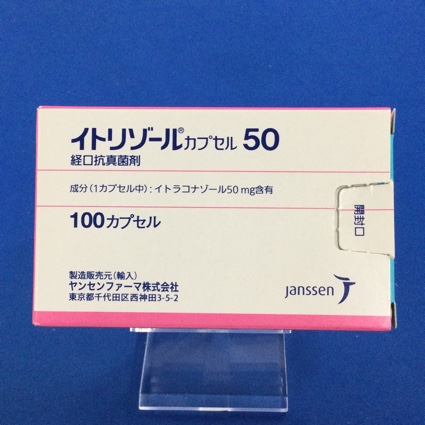 イトリゾール®カプセル 50
経口抗真菌剤
成分(1カプセル中):イトラコナゾール50 mg含有
100カプセル
開封口
製造販売元(輸入)
ヤンセンファーマ株式会社
東京都千代田区西神田3-5-2
janssen